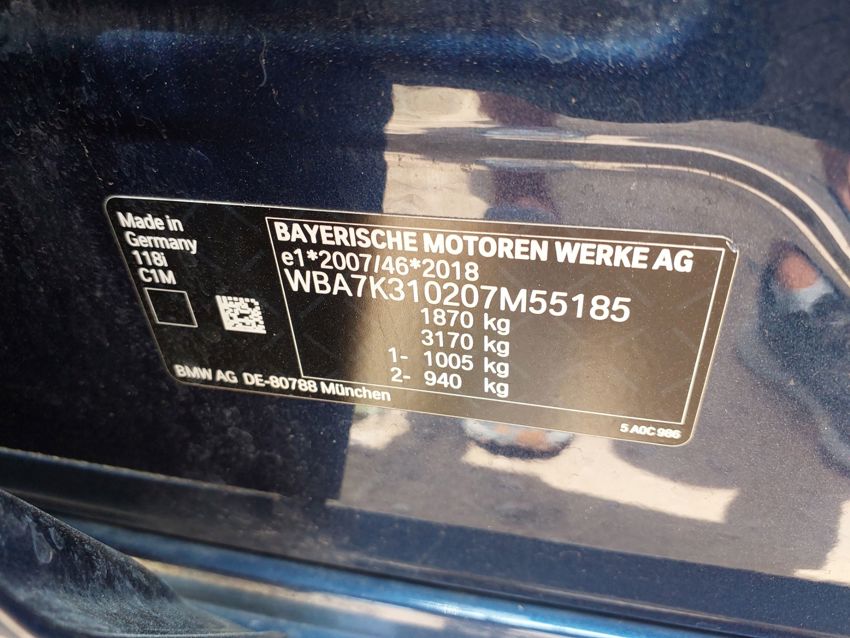 Made in
Germany
118i
C1M
BAYERISCHE MOTOREN WERKE AG
e1*2007/46*2018
WBA7K310207M55185
1870 kg
3170 kg
1- 1005 kg
2- 940 kg
BMW AG DE-80788 München
5 A0C 986